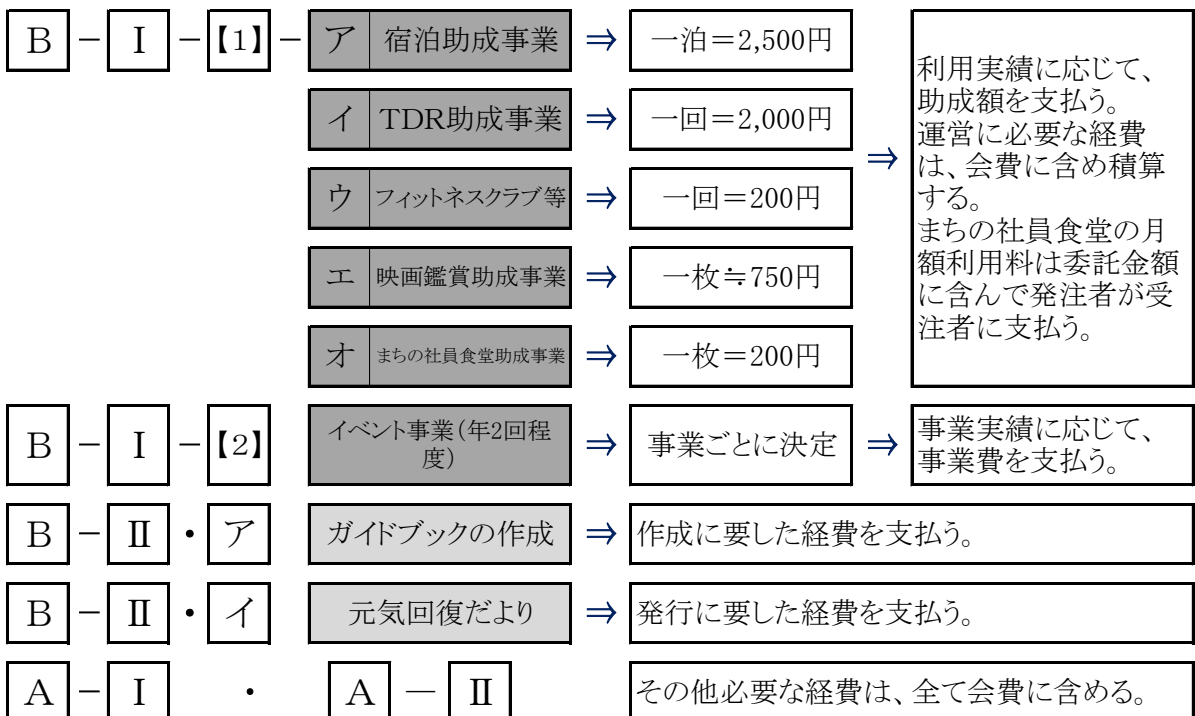 B － Ⅰ －【1】－ ア 宿泊助成事業 ⇒ 一泊＝2,500円
イ TDR助成事業 ⇒ 一回＝2,000円
ウ フィットネスクラブ等 ⇒ 一回＝200円
エ 映画鑑賞助成事業 ⇒ 一枚≒750円
オ まちの社員食堂助成事業 ⇒ 一枚＝200円
⇒
利用実績に応じて、
助成額を支払う。
運営に必要な経費
は、会費に含め積算
する。
まちの社員食堂の月
額利用料は委託金額
に含んで発注者が受
注者に支払う。
B － Ⅰ －【2】
イベント事業（年2回程
度）
⇒ 事業ごとに決定 ⇒
事業実績に応じて、
事業費を支払う。
B － Ⅱ ・ ア ガイドブックの作成 ⇒ 作成に要した経費を支払う。
B － Ⅱ ・ イ 元気回復だより ⇒ 発行に要した経費を支払う。
A － Ⅰ ・ A － Ⅱ その他必要な経費は、全て会費に含める。